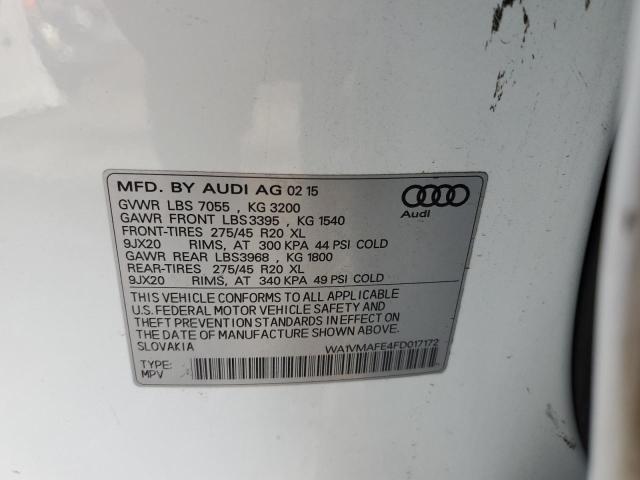 MFD. BY AUDI AG 02 15
GVWR LBS 7055 , KG 3200
GAWR FRONT LBS3395 , KG 1540
FRONT-TIRES 275/45 R20 XL
9JX20 RIMS, AT 300 KPA 44 PSI COLD
GAWR REAR LBS3968 , KG 1800
REAR-TIRES 275/45 R20 XL
9JX20 RIMS, AT 340 KPA 49 PSI COLD
Audi
THIS VEHICLE CONFORMS TO ALL APPLICABLE
U.S. FEDERAL MOTOR VEHICLE SAFETY AND
THEFT PREVENTION STANDARDS IN EFFECT ON
THE DATE OF MANUFACTURE SHOWN ABOVE.
SLOVAKIA
WA1VMAFE4FD017172
TYPE:
MPV